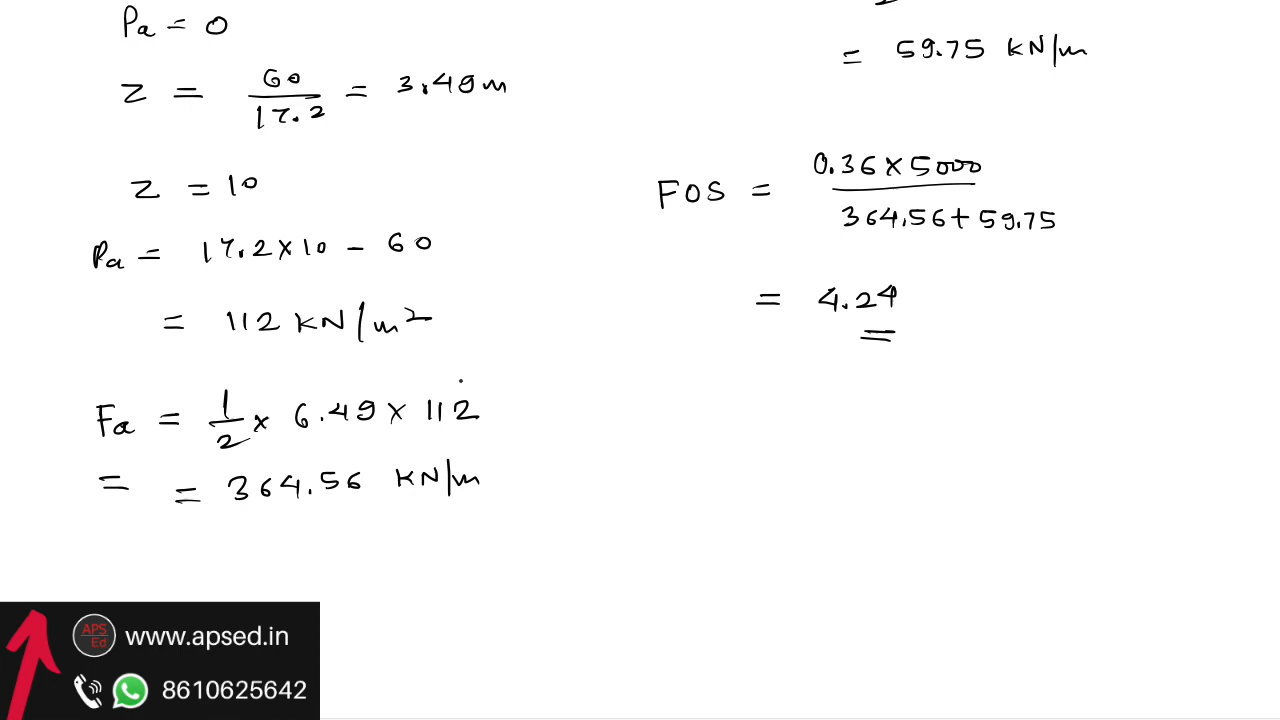 Pa = 0
Z = 60/17.2 = 3.49m
Z = 10
Pa = 17.2×10 - 60
= 112 KN/m²
Fa = 1/2 × 6.49 × 112
= = 364.56 KN/m
= 59.75 KN/m
FOS = 0.36×5000/364.56+59.75
= 4.24
APS Ed www.apsed.in
8610625642